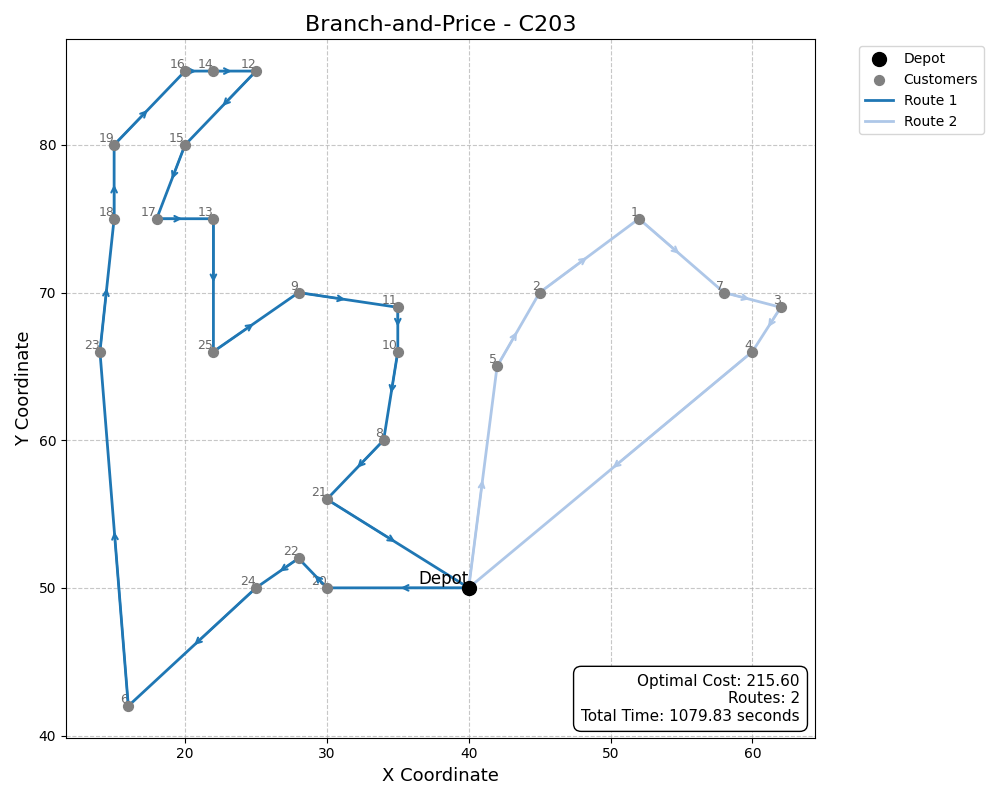 Branch-and-Price - C203
Depot
Customers
Route 1
Route 2
16 14 12
19 15
80
18 17 13 1
9 2 7
70
11 3
23 25 10 4
5
8
60
21
22
Depot
24 20
50
6
Optimal Cost: 215.60
Routes: 2
Total Time: 1079.83 seconds
40
20 30 40 50 60
X Coordinate
Y Coordinate